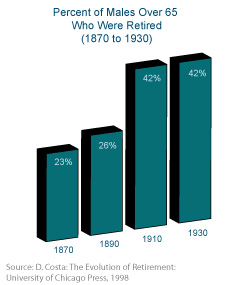 Percent of Males Over 65
Who Were Retired
(1870 to 1930)
23%
26%
42%
42%
1870
1890
1910
1930
Source: D. Costa: The Evolution of Retirement:
University of Chicago Press, 1998